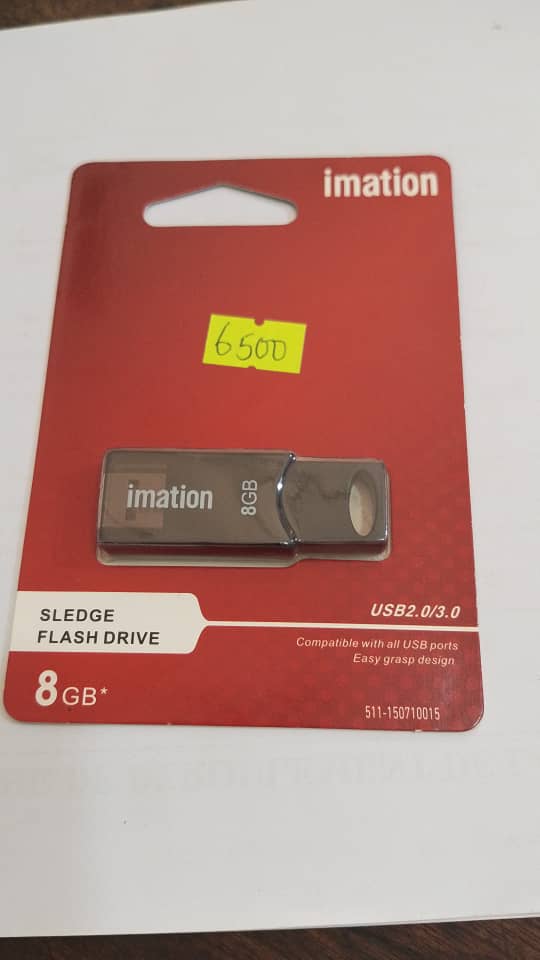 imation
6500
imation 8GB
SLEDGE
FLASH DRIVE
8GB*
USB2.0/3.0
Compatible with all USB ports
Easy grasp design
511-150710015